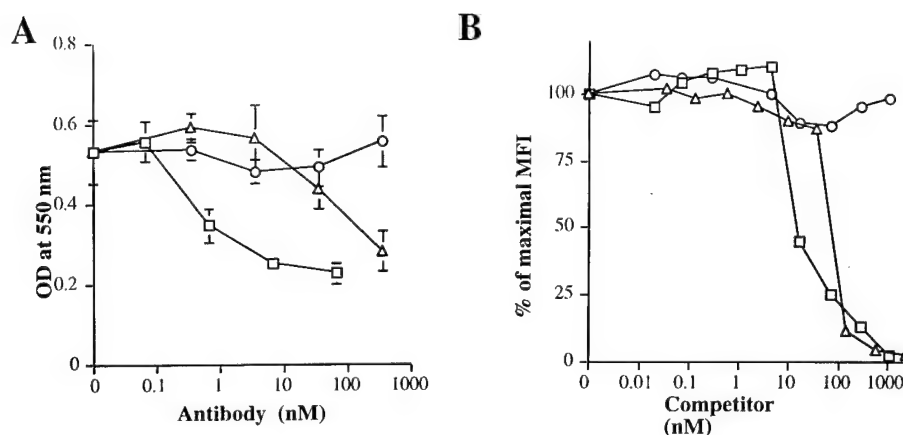 A
0.8
0.6
0.4
0.2
0
OD at 550 nm
0 0.1 1 10 100 1000
Antibody (nM)
B
100
75
50
25
0
% of maximal MFI
0 0.01 0.1 1 10 100 1000
Competitor
(nM)